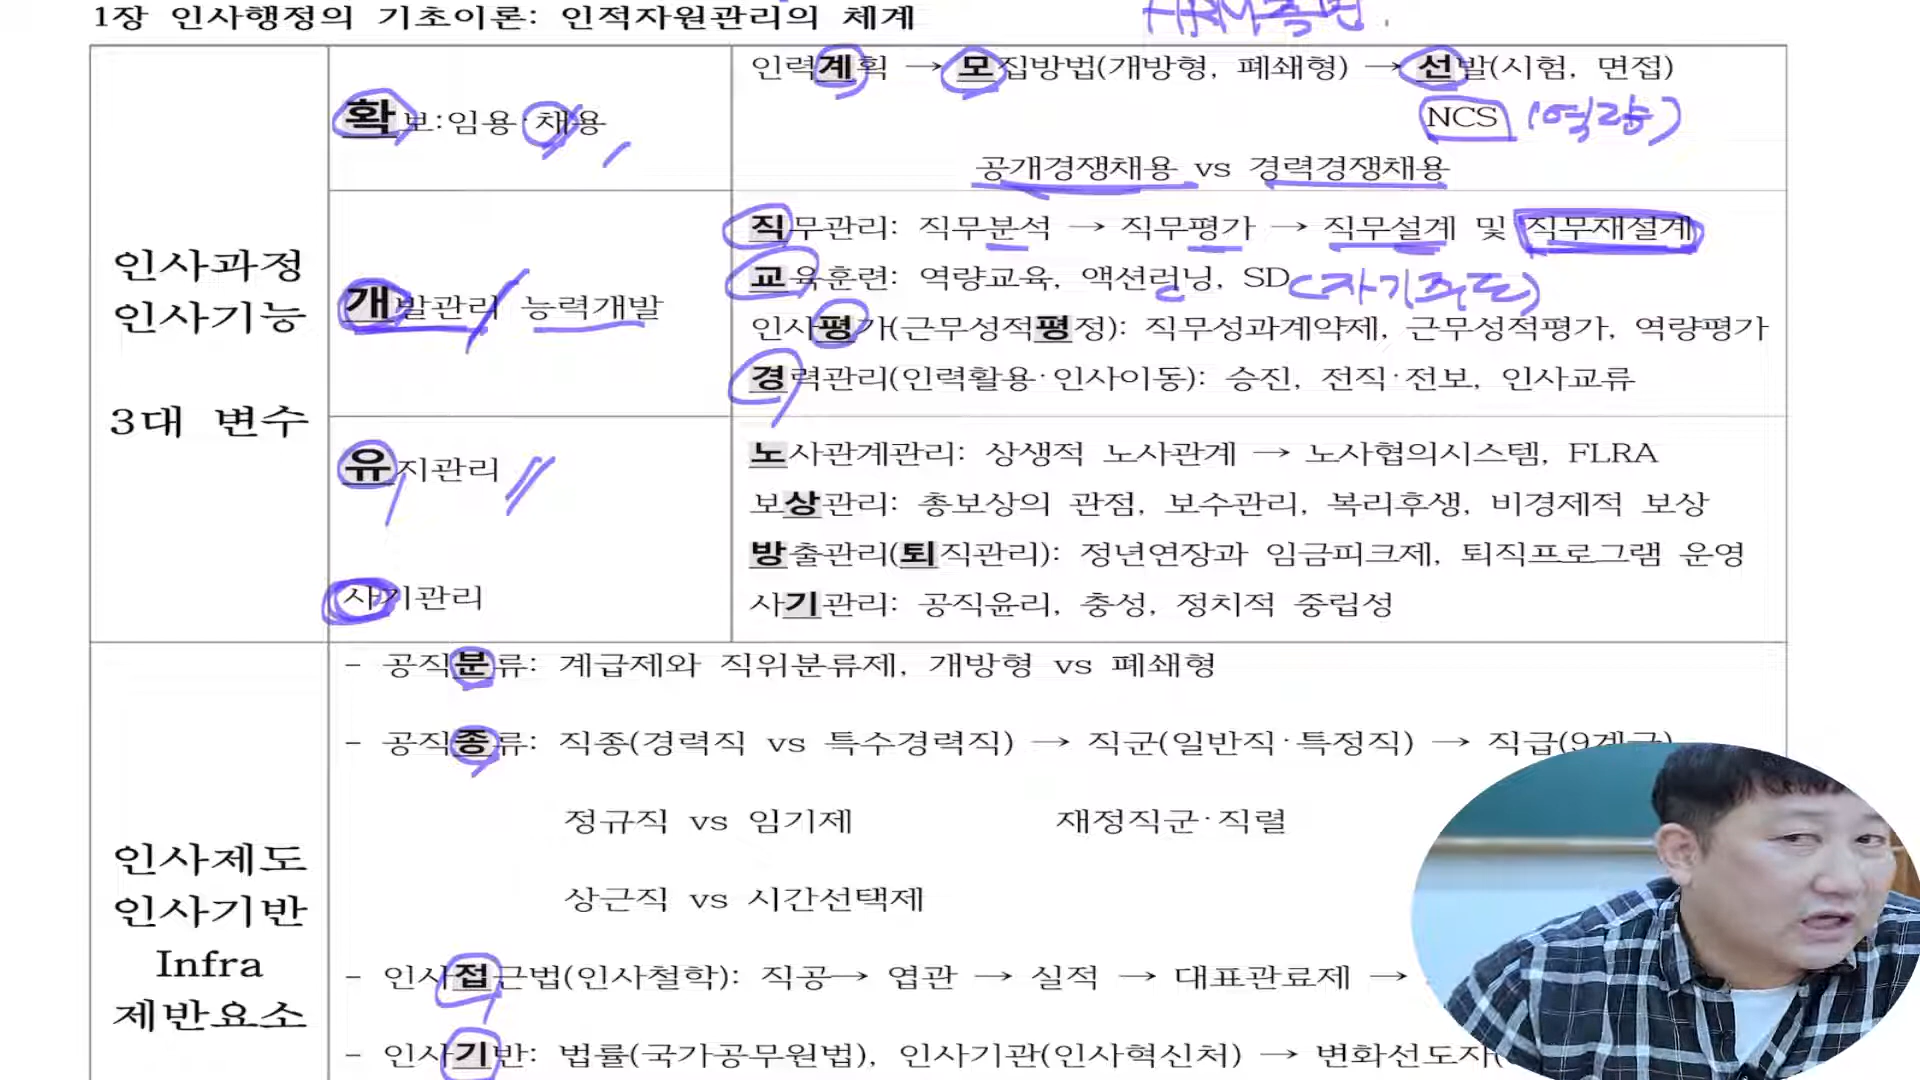 1장 인사행정의 기초이론: 인적자원관리의 체계
인사과정
인사기능
3대 변수
확보:임용·채용
인력계획 → 모집방법(개방형, 폐쇄형) → 선발(시험, 면접)
NCS (역량)
공개경쟁채용 vs 경력경쟁채용
개발관리 능력개발
직무관리: 직무분석 → 직무평가 → 직무설계 및 직무재설계
교육훈련: 역량교육, 액션러닝, SD (자기주도)
인사평가(근무성적평정): 직무성과계약제, 근무성적평가, 역량평가
경력관리(인력활용·인사이동): 승진, 전직·전보, 인사교류
유지관리
사기관리
노사관계관리: 상생적 노사관계 → 노사협의시스템, FLRA
보상관리: 총보상의 관점, 보수관리, 복리후생, 비경제적 보상
방출관리(퇴직관리): 정년연장과 임금피크제, 퇴직프로그램 운영
사기관리: 공직윤리, 충성, 정치적 중립성
인사제도
인사기반
Infra
제반요소
- 공직분류: 계급제와 직위분류제, 개방형 vs 폐쇄형
- 공직종류: 직종(경력직 vs 특수경력직) → 직군(일반직·특정직) → 직급(9계급)
정규직 vs 임기제 재정직군·직렬
상근직 vs 시간선택제
- 인사접근법(인사철학): 직공→ 엽관 → 실적 → 대표관료제 →
- 인사기반: 법률(국가공무원법), 인사기관(인사혁신처) → 변화선도자(